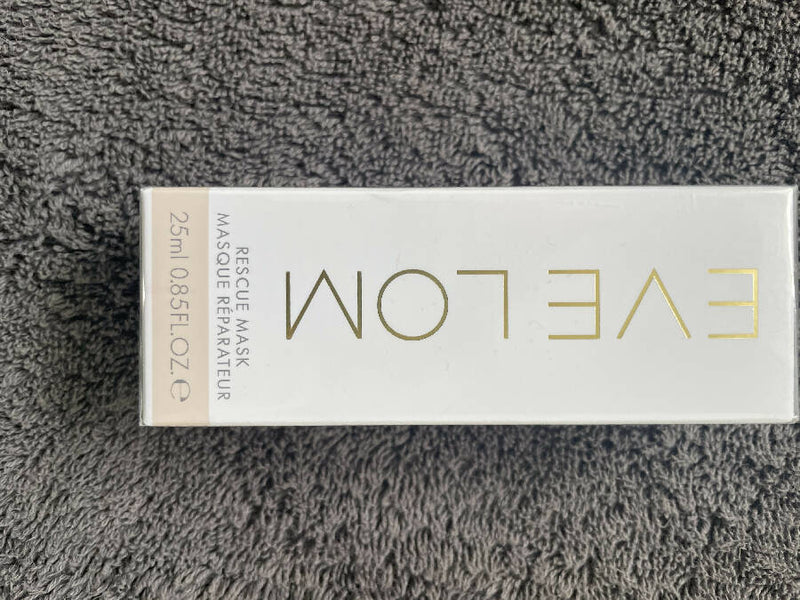 EVE LOM
RESCUE MASK
MASQUE RÉPARATEUR
25ml 0.85FL.OZ. ℮